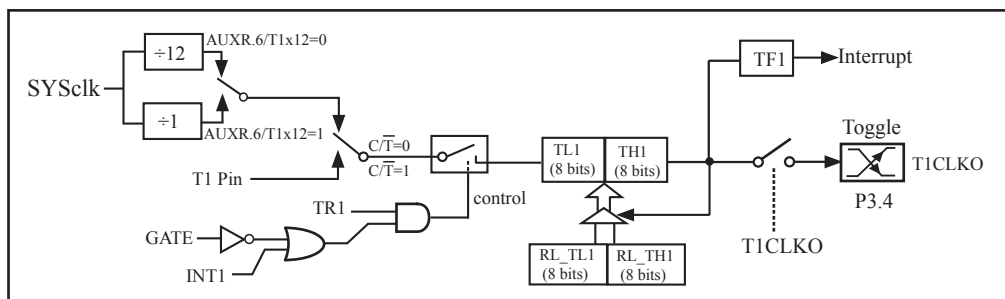 AUXR.6/T1x12=0
÷12
SYSclk
÷1
AUXR.6/T1x12=1
T1 Pin
C/T̅=0
C/T̅=1
TR1
GATE
INT1
control
TL1
(8 bits)
TH1
(8 bits)
RL_TL1
(8 bits)
RL_TH1
(8 bits)
TF1
Interrupt
Toggle
T1CLKO
P3.4
T1CLKO